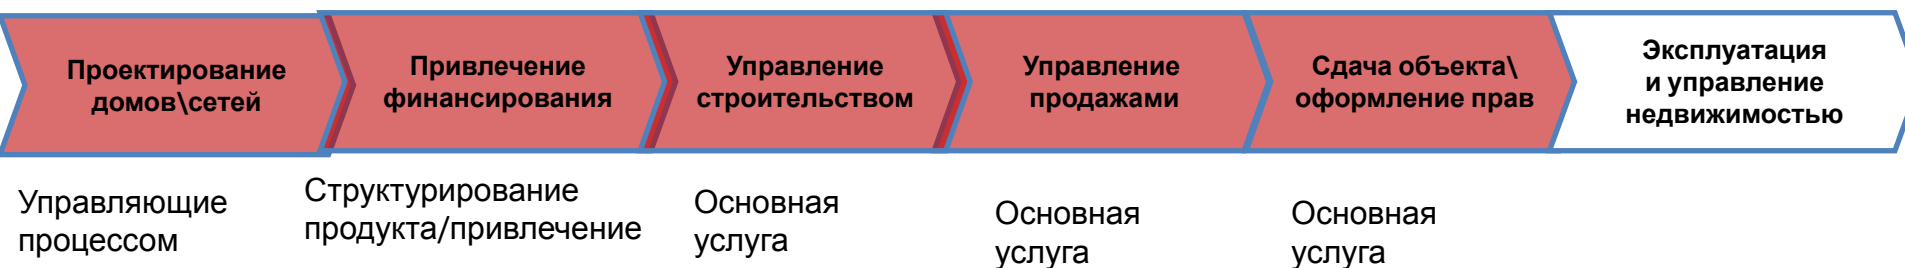 Проектирование
домов\сетей
Привлечение
финансирования
Управление
строительством
Управление
продажами
Сдача объекта\
оформление прав
Эксплуатация
и управление
недвижимостью
Управляющие
процессом
Структурирование
продукта/привлечение
Основная
услуга
Основная
услуга
Основная
услуга